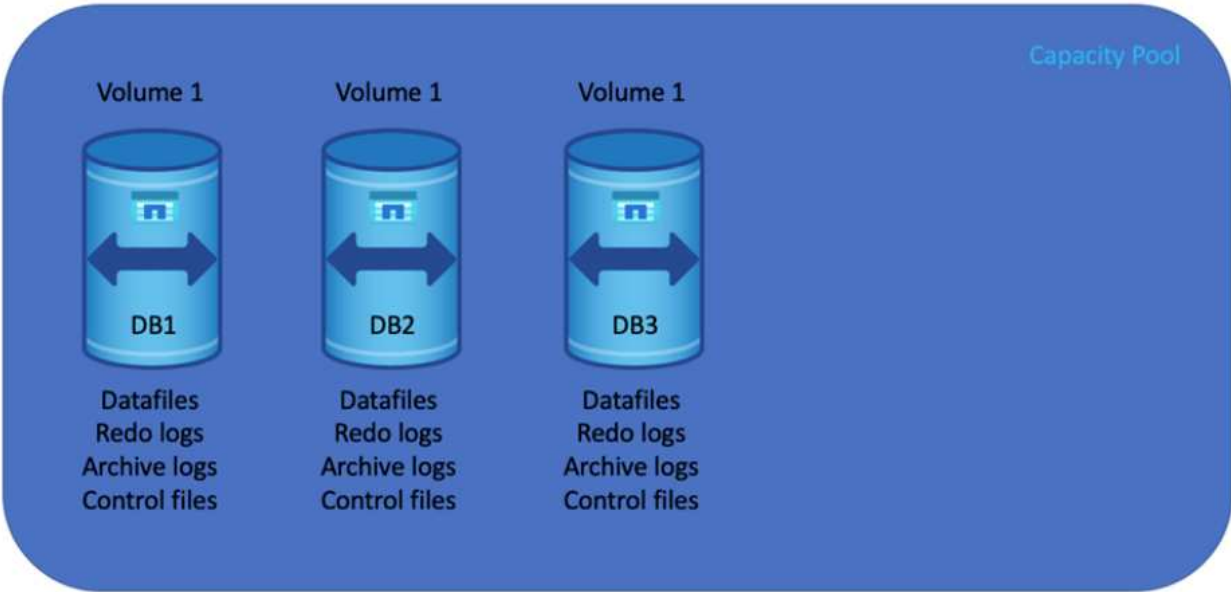 Capacity Pool
Volume 1 Volume 1 Volume 1
DB1 DB2 DB3
Datafiles Datafiles Datafiles
Redo logs Redo logs Redo logs
Archive logs Archive logs Archive logs
Control files Control files Control files